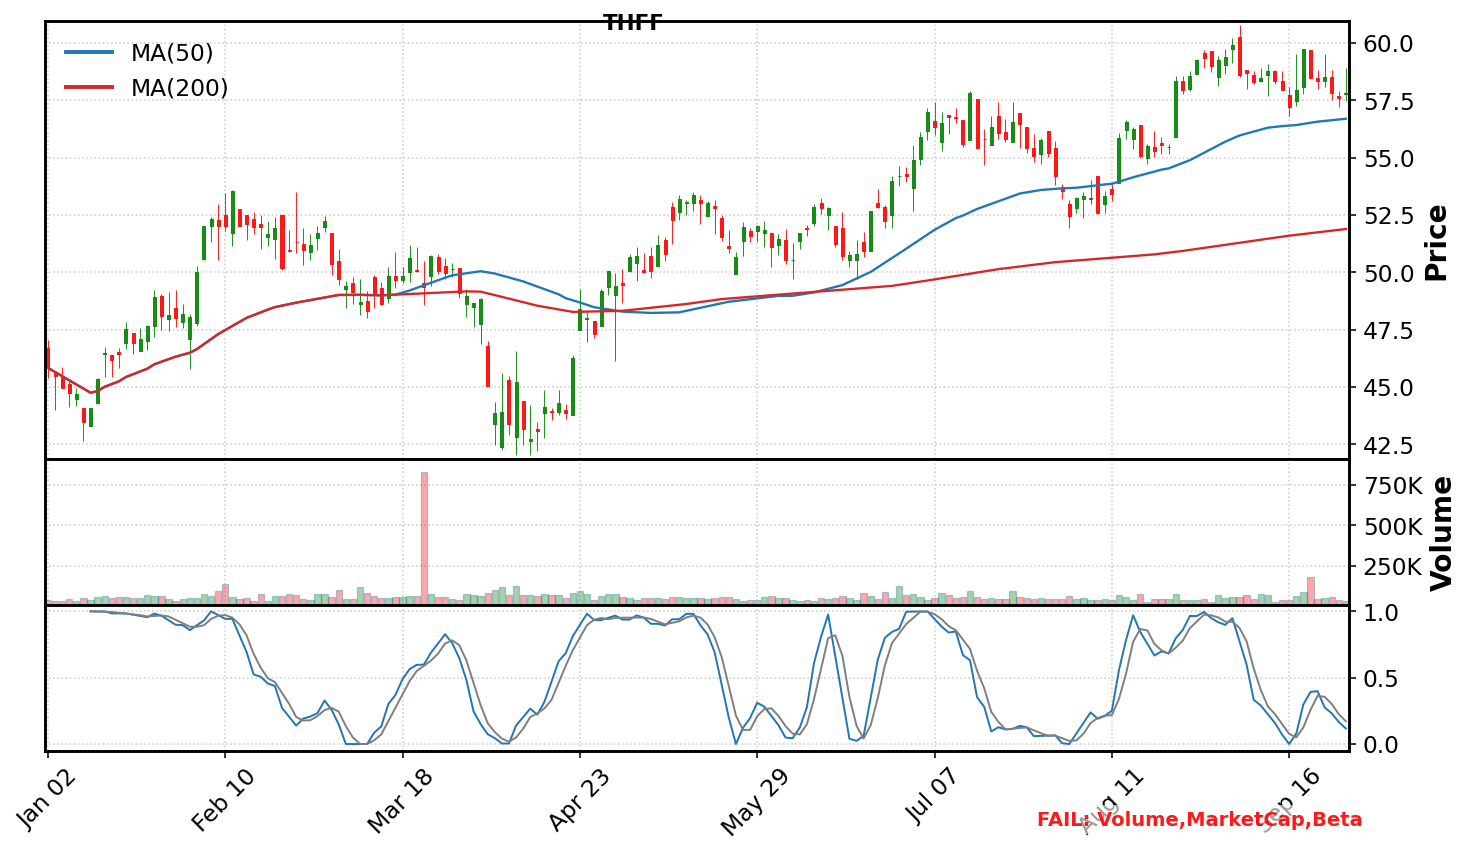 THFF
MA(50)
MA(200)
60.0
57.5
55.0
52.5
50.0
47.5
45.0
42.5
Price
750K
500K
250K
Volume
1.0
0.5
0.0
Jan 02
Feb 10
Mar 18
Apr 23
May 29
Jul 07
Aug 11
Sep 16
FAIL: Volume,MarketCap,Beta